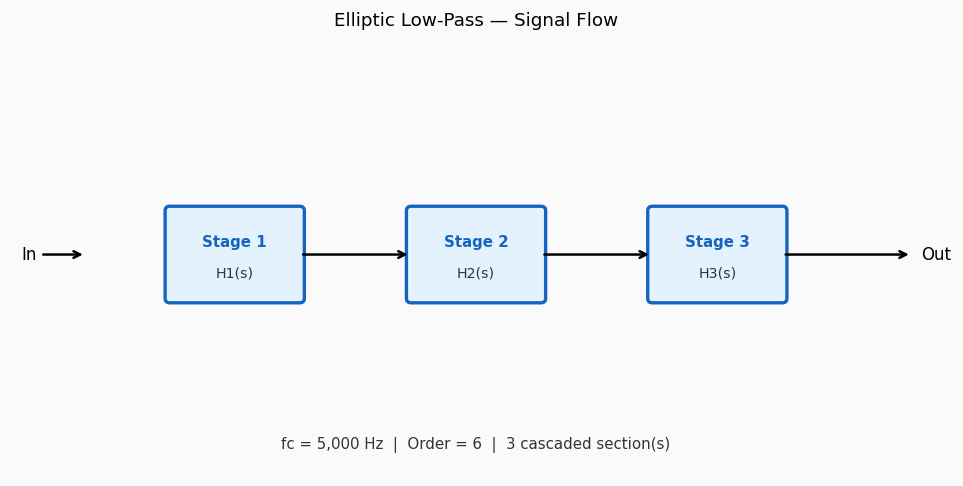 Elliptic Low-Pass — Signal Flow
In
Stage 1
H1(s)
Stage 2
H2(s)
Stage 3
H3(s)
Out
fc = 5,000 Hz | Order = 6 | 3 cascaded section(s)